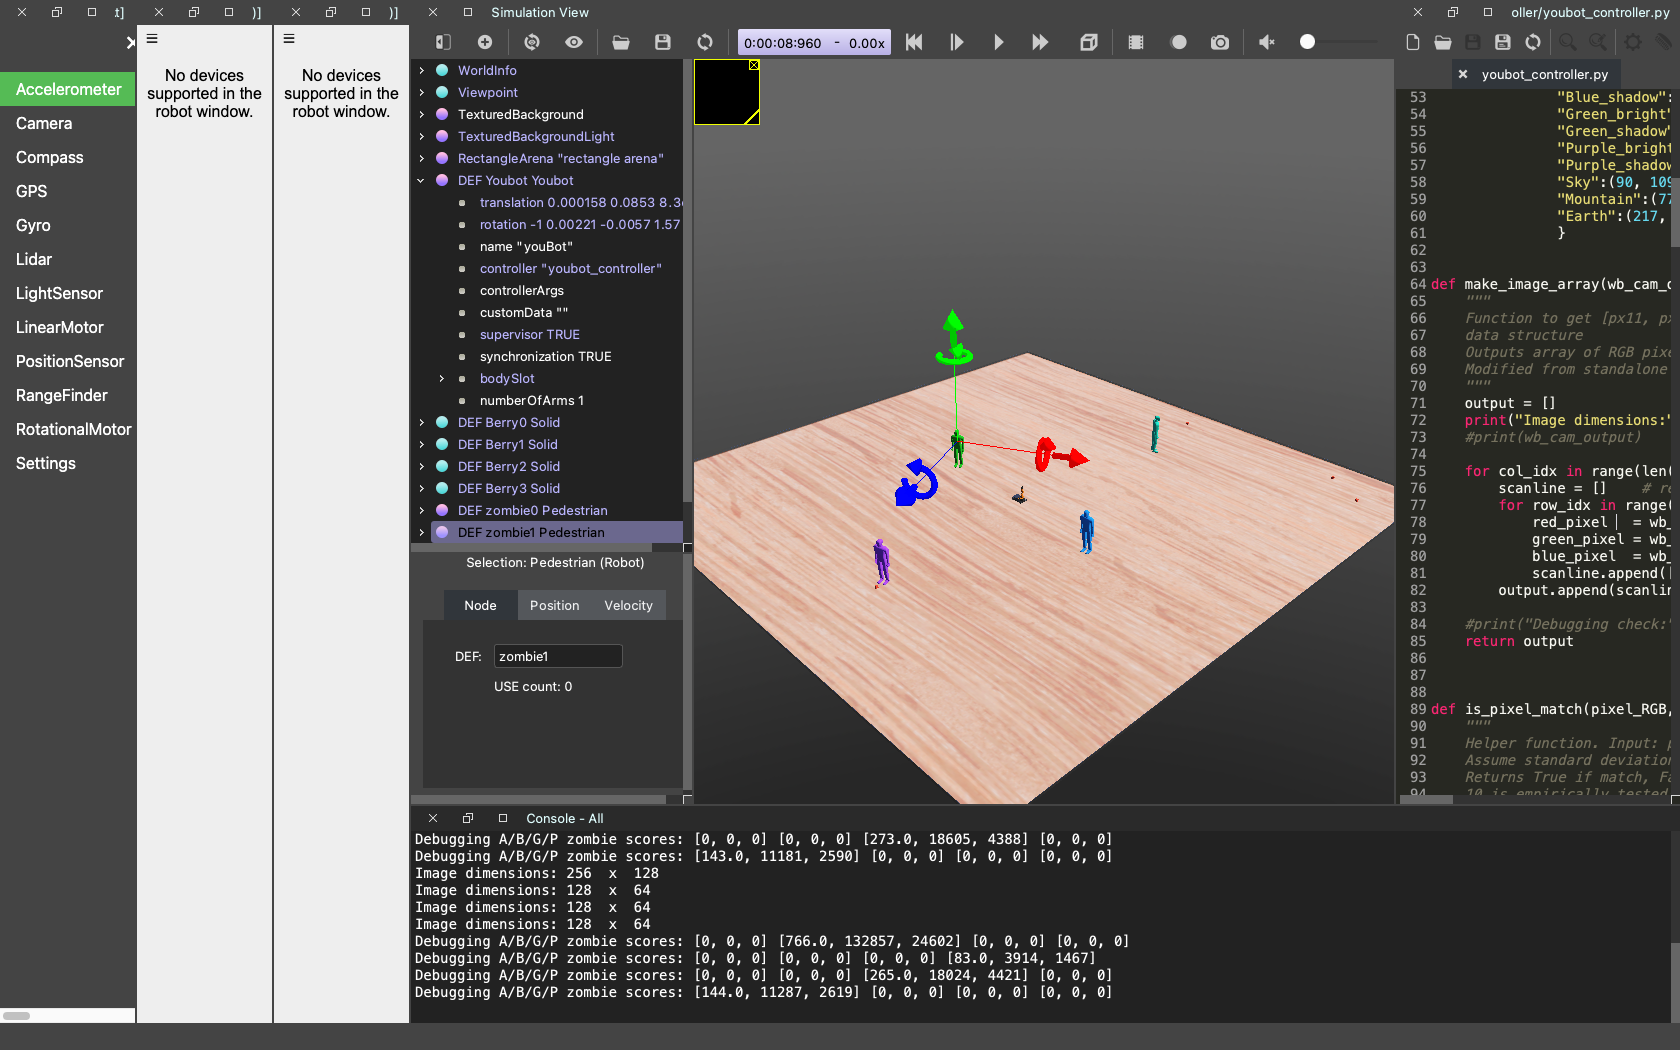 t]
)]
)]
Simulation View
oller/youbot_controller.py
0:00:08:960 - 0.00x
Accelerometer
Camera
Compass
GPS
Gyro
Lidar
LightSensor
LinearMotor
PositionSensor
RangeFinder
RotationalMotor
Settings
No devices
supported in the
robot window.
No devices
supported in the
robot window.
WorldInfo
Viewpoint
TexturedBackground
TexturedBackgroundLight
RectangleArena "rectangle arena"
DEF Youbot Youbot
translation 0.000158 0.0853 8.3
rotation -1 0.00221 -0.0057 1.57
name "youBot"
controller "youbot_controller"
controllerArgs
customData ""
supervisor TRUE
synchronization TRUE
bodySlot
numberOfArms 1
DEF Berry0 Solid
DEF Berry1 Solid
DEF Berry2 Solid
DEF Berry3 Solid
DEF zombie0 Pedestrian
DEF zombie1 Pedestrian
Selection: Pedestrian (Robot)
Node Position Velocity
DEF: zombie1
USE count: 0
youbot_controller.py
53 "Blue_shadow":
54 "Green_bright"
55 "Green_shadow"
56 "Purple_bright
57 "Purple_shadow
58 "Sky":(90, 109
59 "Mountain":(77
60 "Earth":(217,
61 }
62
63
64 def make_image_array(wb_cam_o
65 """
66 Function to get [px11, px
67 data structure
68 Outputs array of RGB pixe
69 Modified from standalone
70 """
71 output = []
72 print("Image dimensions:"
73 #print(wb_cam_output)
74
75 for col_idx in range(len(
76 scanline = [] # re
77 for row_idx in range(
78 red_pixel = wb_
79 green_pixel = wb_
80 blue_pixel = wb_
81 scanline.append([
82 output.append(scanlin
83
84 #print("Debugging check:"
85 return output
86
87
88
89 def is_pixel_match(pixel_RGB,
90 """
91 Helper function. Input: p
92 Assume standard deviation
93 Returns True if match, Fa
94 10 is empirically tested
Console - All
Debugging A/B/G/P zombie scores: [0, 0, 0] [0, 0, 0] [273.0, 18605, 4388] [0, 0, 0]
Debugging A/B/G/P zombie scores: [143.0, 11181, 2590] [0, 0, 0] [0, 0, 0] [0, 0, 0]
Image dimensions: 256 x 128
Image dimensions: 128 x 64
Image dimensions: 128 x 64
Image dimensions: 128 x 64
Debugging A/B/G/P zombie scores: [0, 0, 0] [766.0, 132857, 24602] [0, 0, 0] [0, 0, 0]
Debugging A/B/G/P zombie scores: [0, 0, 0] [0, 0, 0] [0, 0, 0] [83.0, 3914, 1467]
Debugging A/B/G/P zombie scores: [0, 0, 0] [0, 0, 0] [265.0, 18024, 4421] [0, 0, 0]
Debugging A/B/G/P zombie scores: [144.0, 11287, 2619] [0, 0, 0] [0, 0, 0] [0, 0, 0]